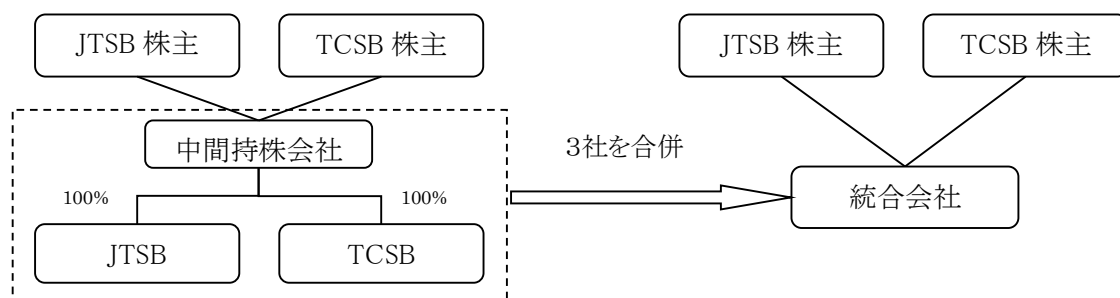 JTSB 株主
TCSB 株主
中間持株会社
100%
100%
JTSB
TCSB
3社を合併
JTSB 株主
TCSB 株主
統合会社